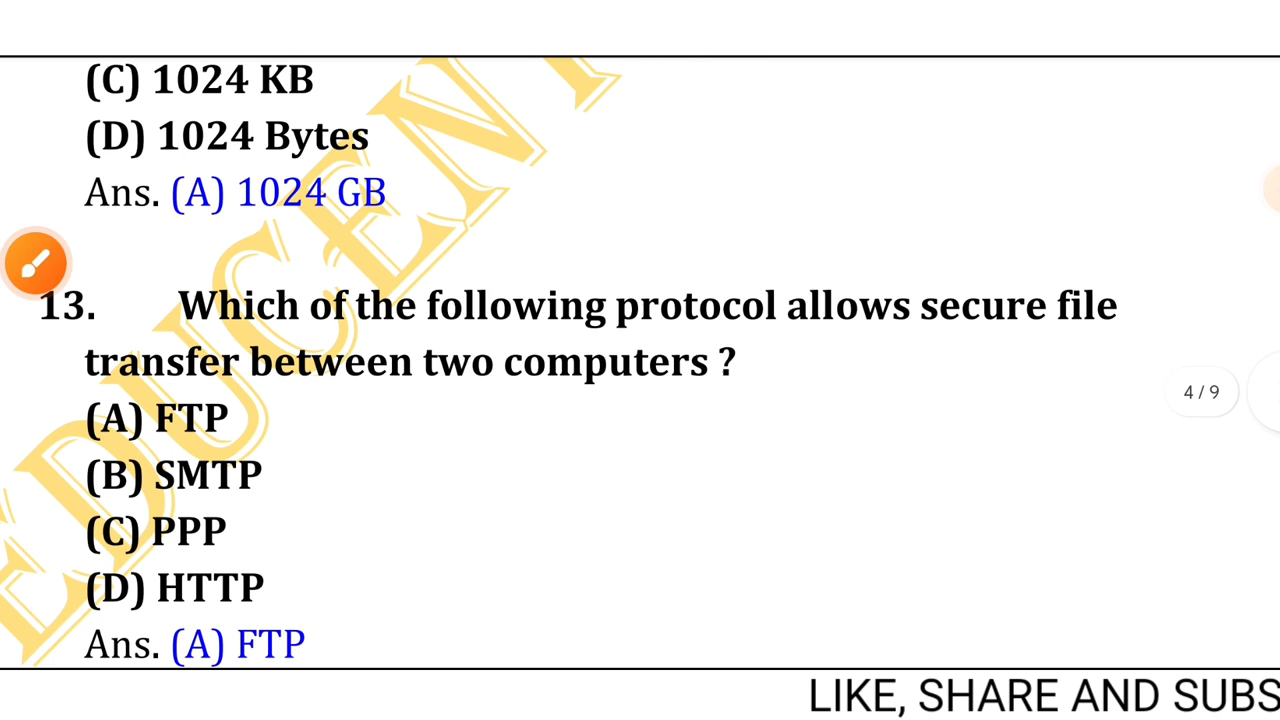 (C) 1024 KB
(D) 1024 Bytes
Ans. (A) 1024 GB
13. Which of the following protocol allows secure file
transfer between two computers ?
(A) FTP
(B) SMTP
(C) PPP
(D) HTTP
Ans. (A) FTP
4 / 9
LIKE, SHARE AND SUBS
EDUCENT